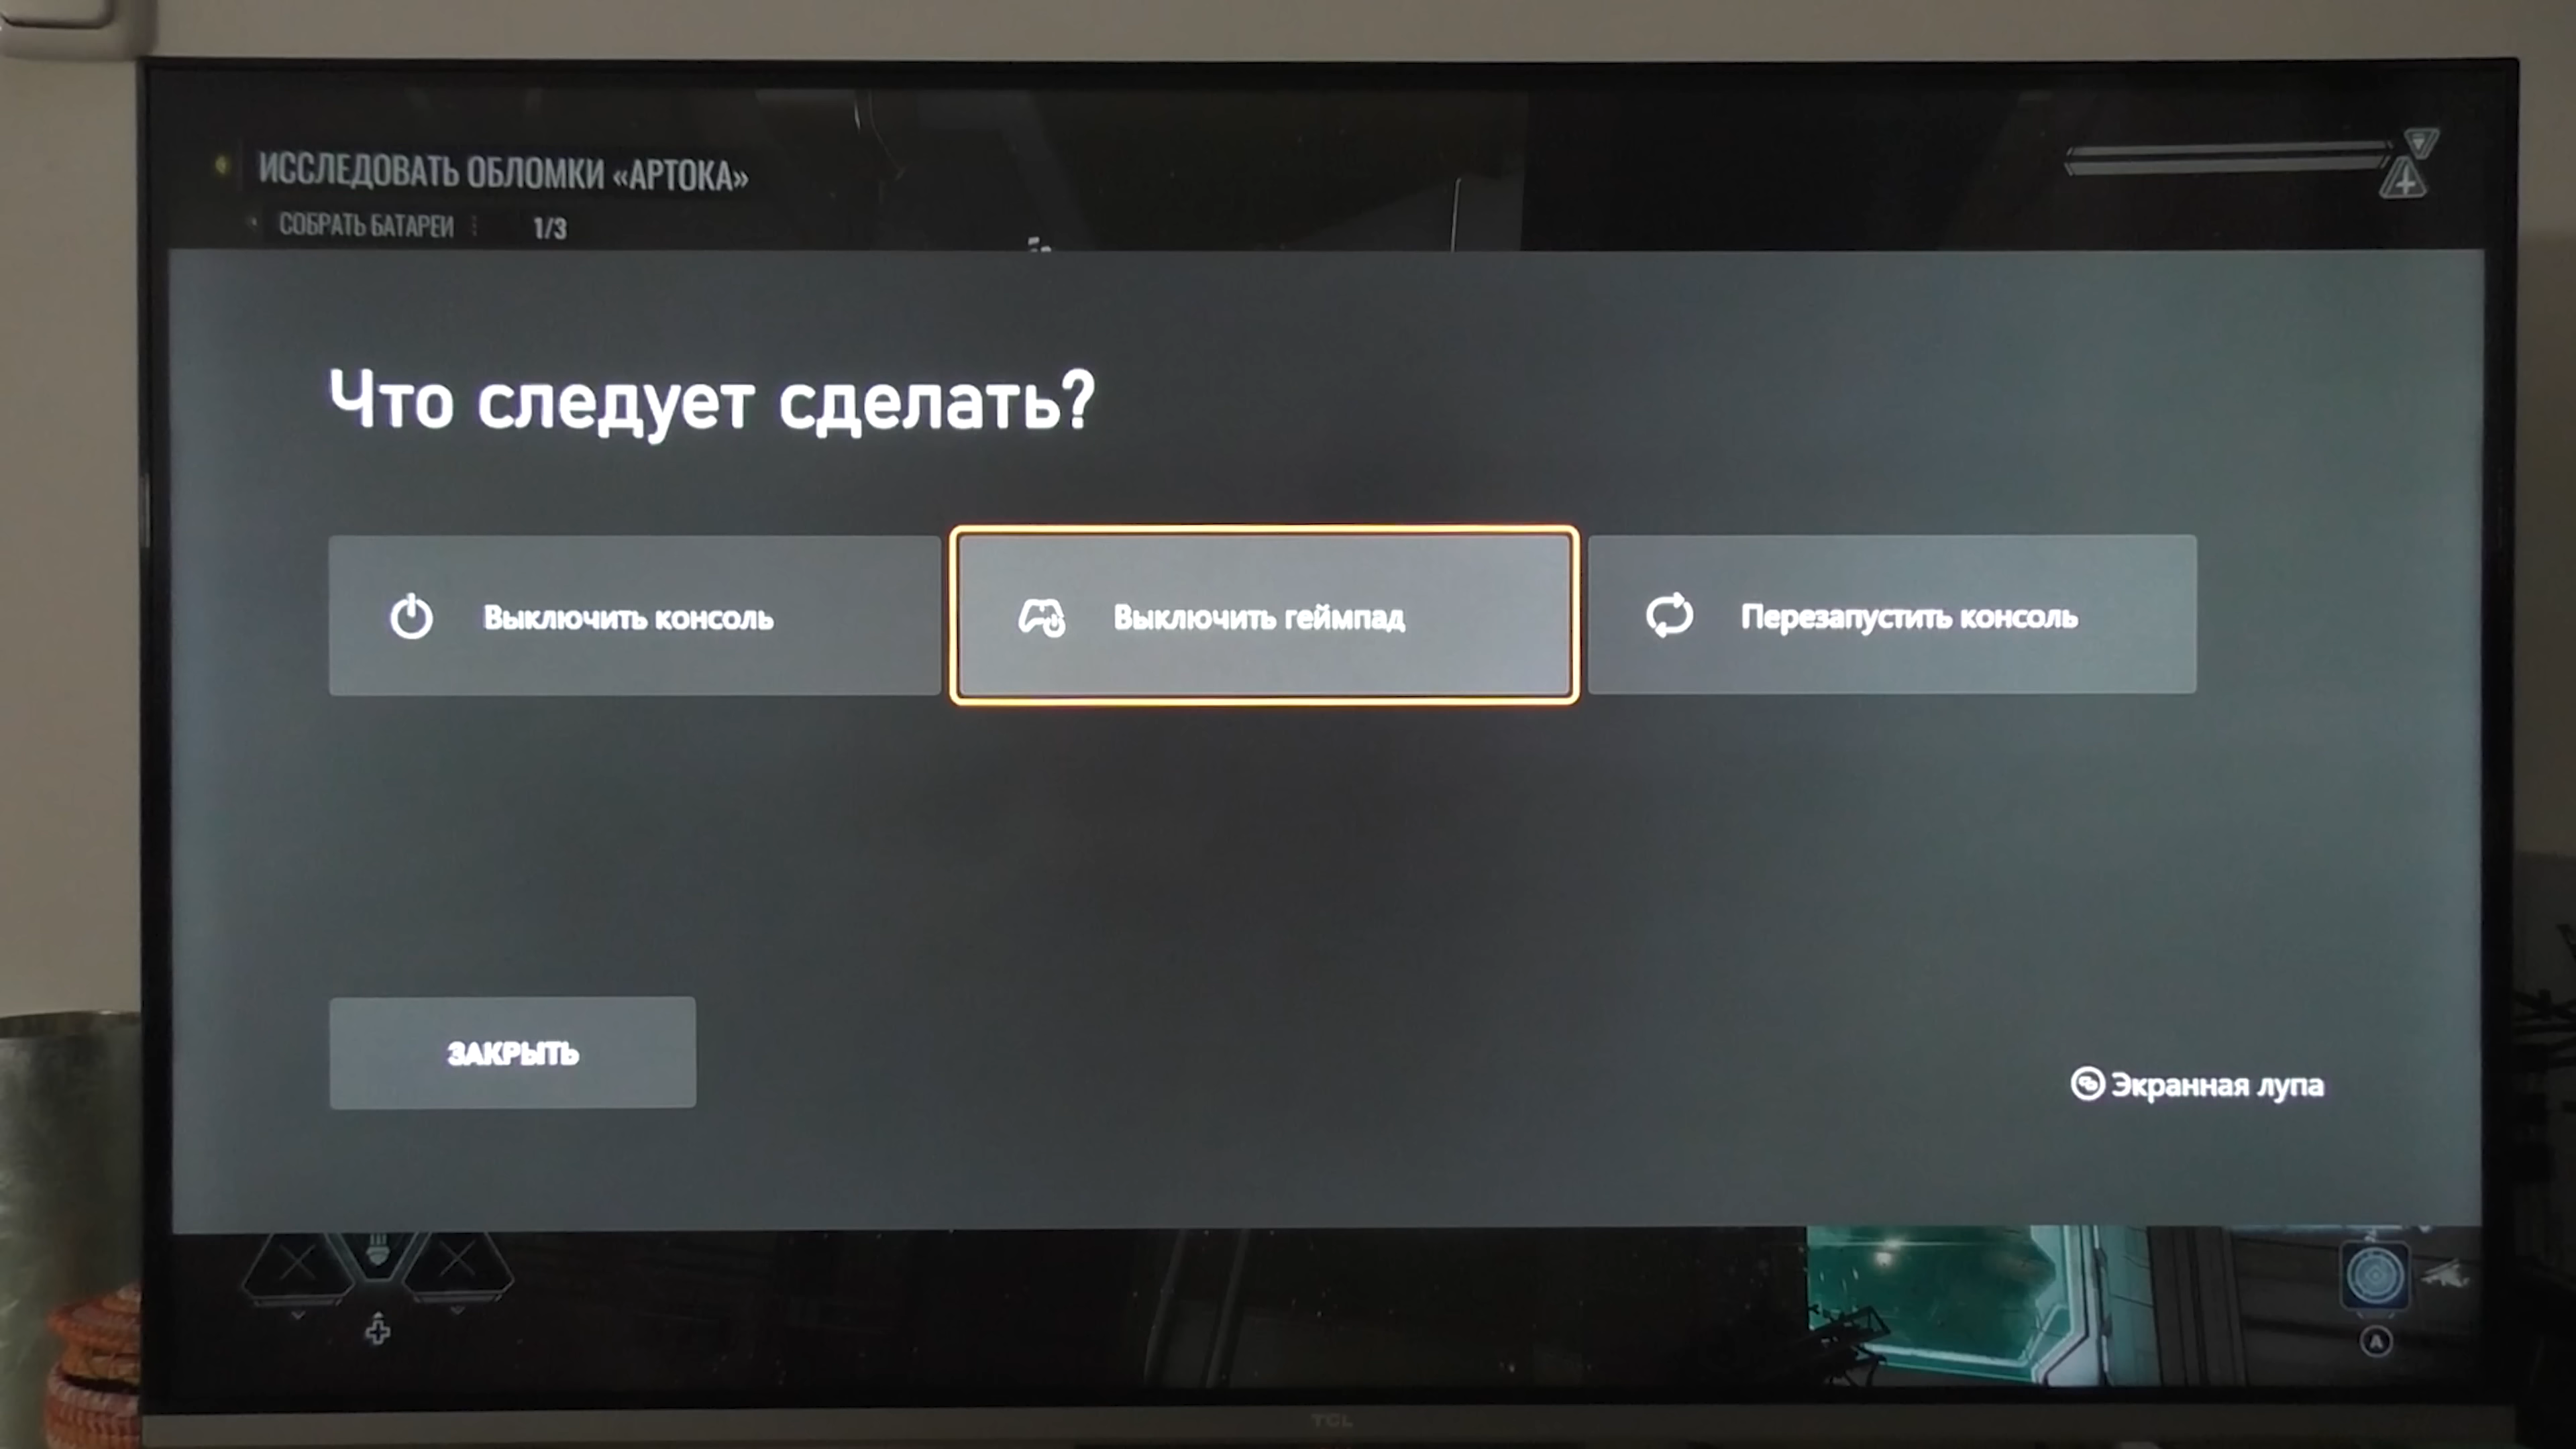 ИССЛЕДОВАТЬ ОБЛОМКИ «АРТОКА»
СОБРАТЬ БАТАРЕИ 1/3
Что следует сделать?
Выключить консоль
Выключить геймпад
Перезапустить консоль
ЗАКРЫТЬ
Экранная лупа
A
TCL